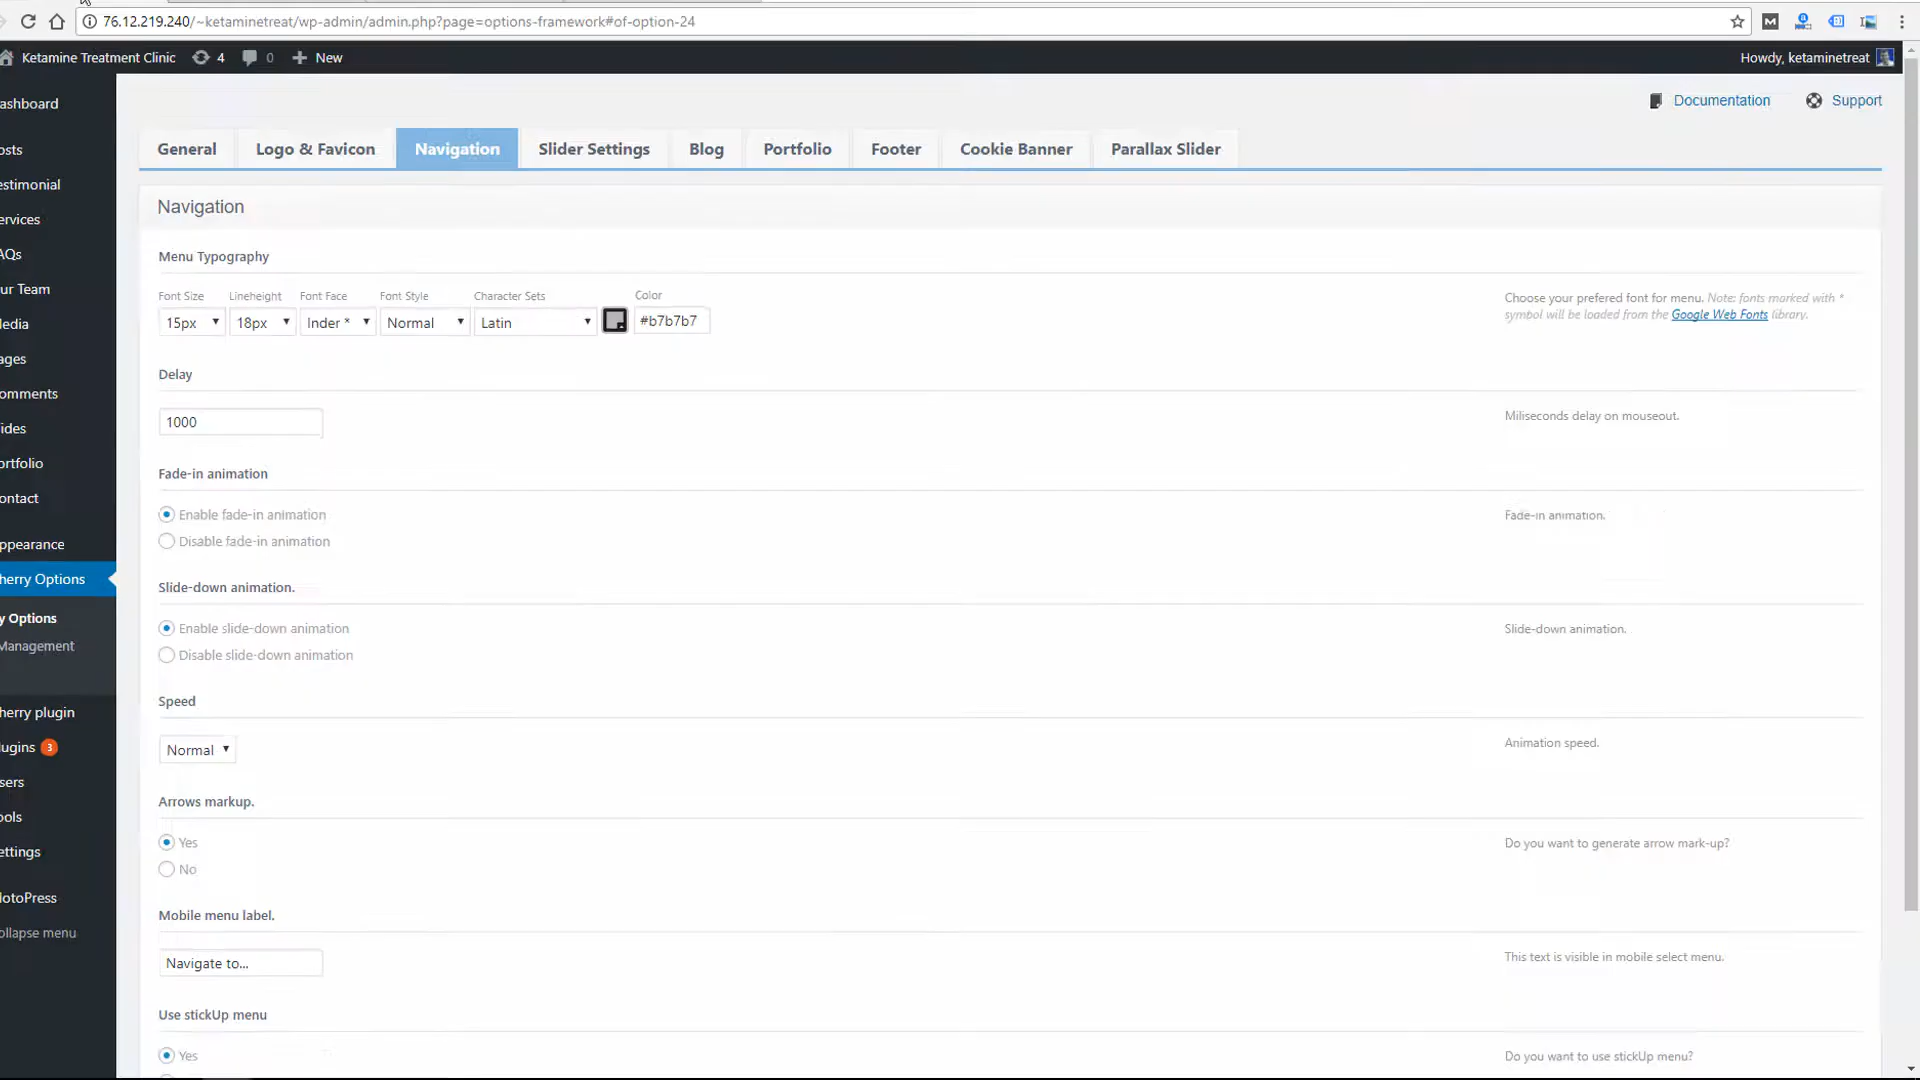 76.12.219.240/~ketaminetreat/wp-admin/admin.php?page=options-framework#of-option-24
Ketamine Treatment Clinic 4 0 New Howdy, ketaminetreat
Documentation Support
ashboard
osts
estimonial
ervices
AQs
ur Team
ledia
ages
omments
ides
ortfolio
ontact
ppearance
herry Options
y Options
Management
herry plugin
lugins 3
sers
ools
ettings
lotoPress
ollapse menu
General Logo & Favicon Navigation Slider Settings Blog Portfolio Footer Cookie Banner Parallax Slider
Navigation
Menu Typography
Font Size Lineheight Font Face Font Style Character Sets Color
15px 18px Inder * Normal Latin #b7b7b7
Choose your prefered font for menu. Note: fonts marked with *
symbol will be loaded from the Google Web Fonts library.
Delay
1000
Miliseconds delay on mouseout.
Fade-in animation
Enable fade-in animation
Disable fade-in animation
Fade-in animation.
Slide-down animation.
Enable slide-down animation
Disable slide-down animation
Slide-down animation.
Speed
Normal
Animation speed.
Arrows markup.
Yes
No
Do you want to generate arrow mark-up?
Mobile menu label.
Navigate to...
This text is visible in mobile select menu.
Use stickUp menu
Yes
Do you want to use stickUp menu?